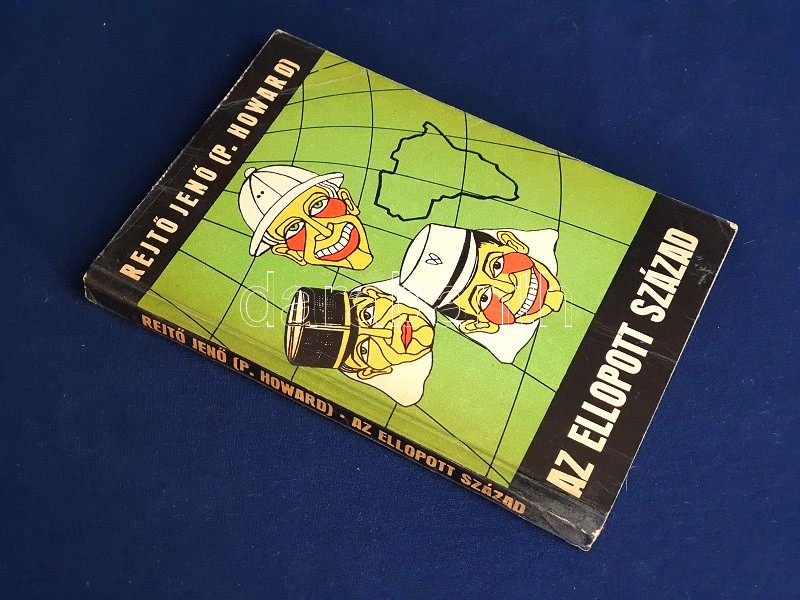 REJTŐ JENŐ (P. HOWARD)
AZ ELLOPOTT SZÁZAD
REJTŐ JENŐ (P. HOWARD) - AZ ELLOPOTT SZÁZAD